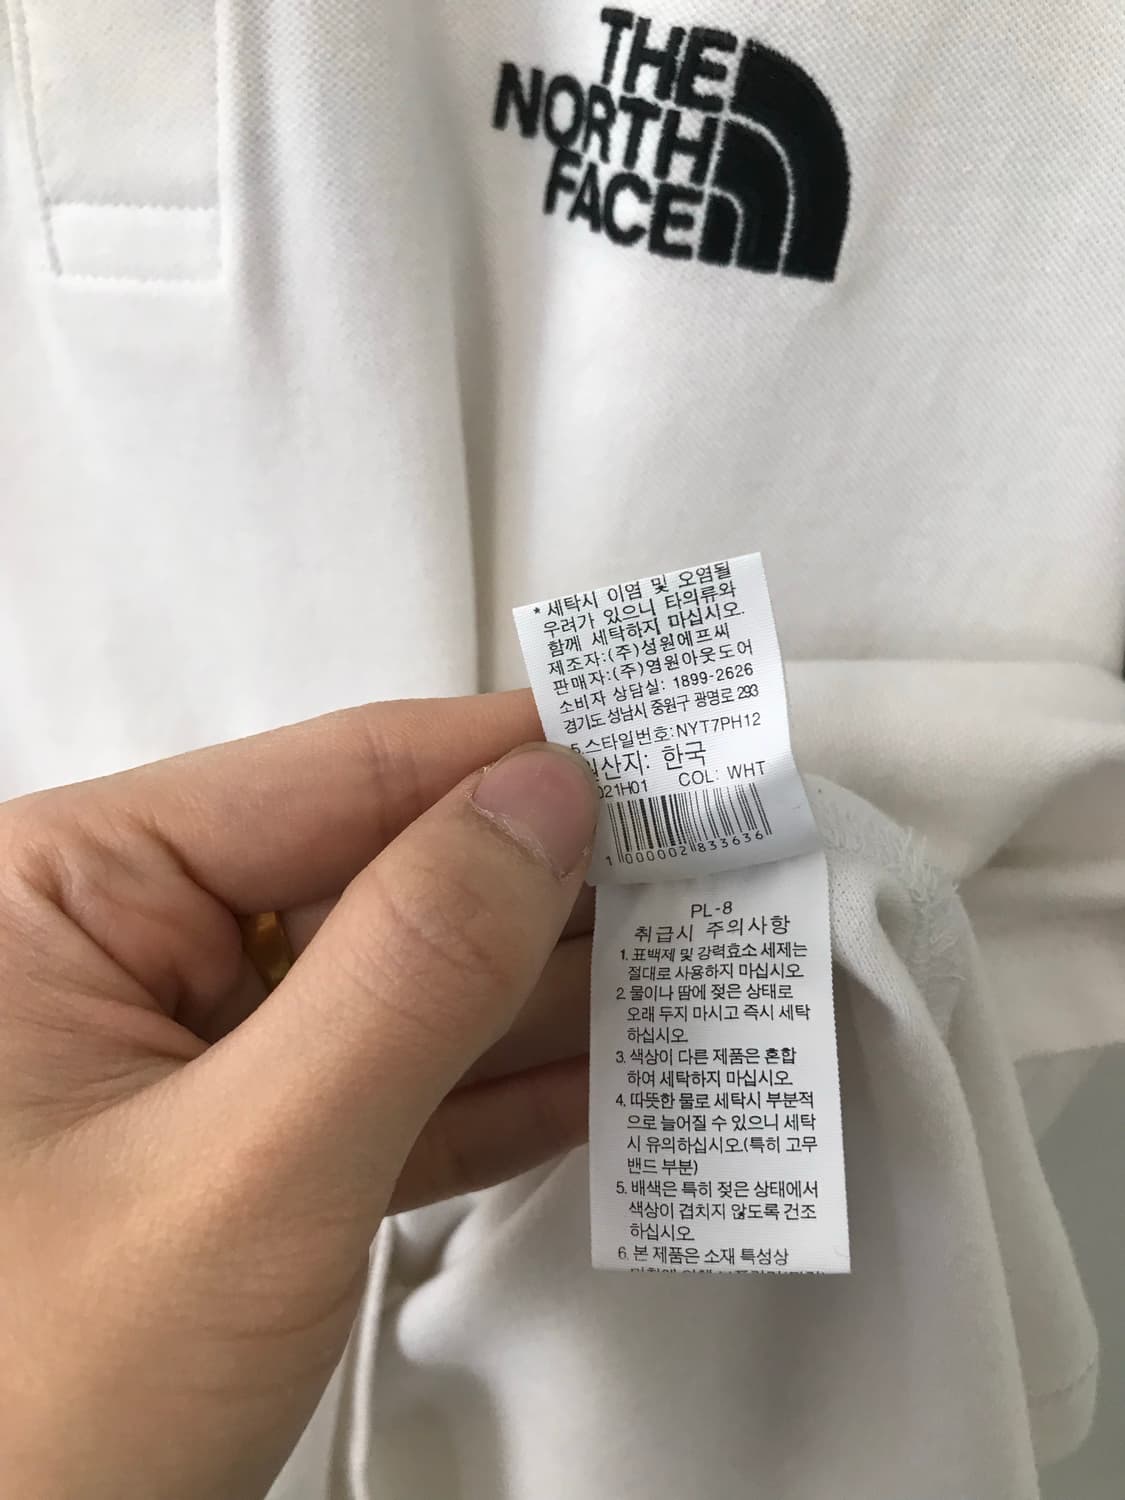 THE
NORTH
FACE
* 세탁시 이염 및 오염될
우려가 있으니 타의류와
함께 세탁하지 마십시오.
제조자:(주)성원에프씨
판매자:(주)영원아웃도어
소비자 상담실: 1899-2626
경기도 성남시 중원구 광명로 293
5.스타일번호:NYT7PH12
원산지: 한국
021H01 COL: WHT
1 000002 833636
PL-8
취급시 주의사항
1. 표백제 및 강력효소 세제는
절대로 사용하지 마십시오.
2. 물이나 땀에 젖은 상태로
오래 두지 마시고 즉시 세탁
하십시오.
3. 색상이 다른 제품은 혼합
하여 세탁하지 마십시오.
4. 따뜻한 물로 세탁시 부분적
으로 늘어질 수 있으니 세탁
시 유의하십시오.(특히 고무
밴드 부분)
5. 배색은 특히 젖은 상태에서
색상이 겹치지 않도록 건조
하십시오.
6. 본 제품은 소재 특성상